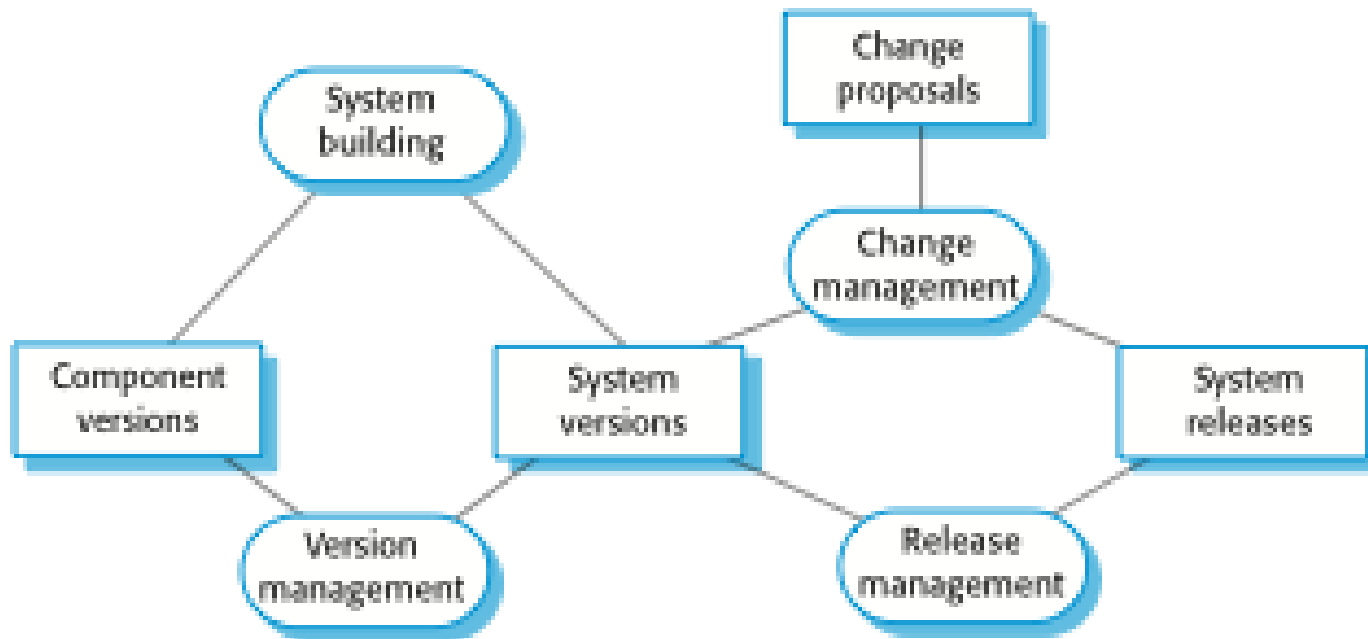 Change
proposals
System
building
Change
management
Component
versions
System
versions
System
releases
Version
management
Release
management